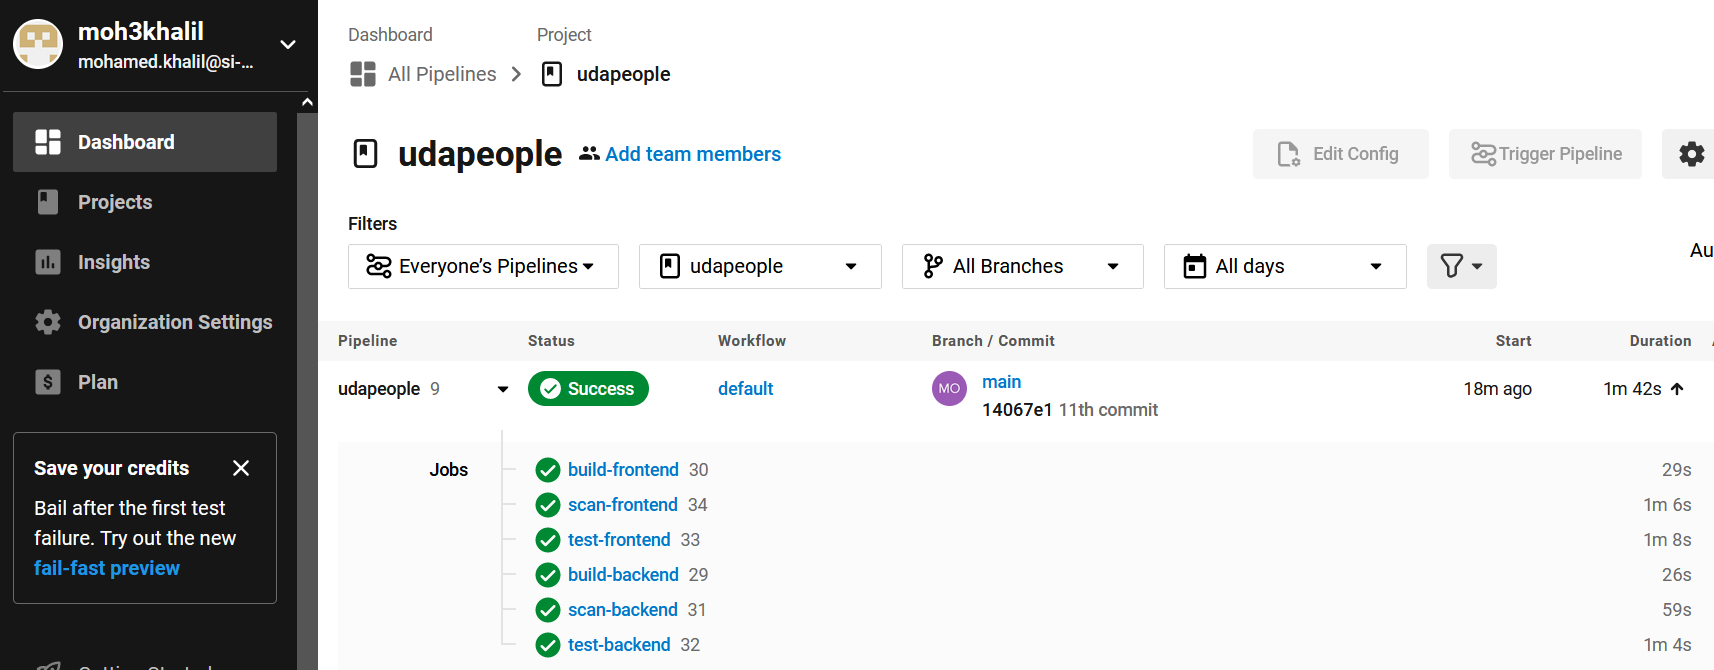 moh3khalil
mohamed.khalil@si-...
Dashboard
Projects
Insights
Organization Settings
$ Plan
Save your credits
Bail after the first test
failure. Try out the new
fail-fast preview
Dashboard Project
All Pipelines udapeople
udapeople Add team members
Edit Config Trigger Pipeline
Filters
Everyone’s Pipelines udapeople All Branches All days
Au
Pipeline Status Workflow Branch / Commit Start Duration
udapeople 9 Success default MO main 18m ago 1m 42s
14067e1 11th commit
Jobs build-frontend 30 29s
scan-frontend 34 1m 6s
test-frontend 33 1m 8s
build-backend 29 26s
scan-backend 31 59s
test-backend 32 1m 4s